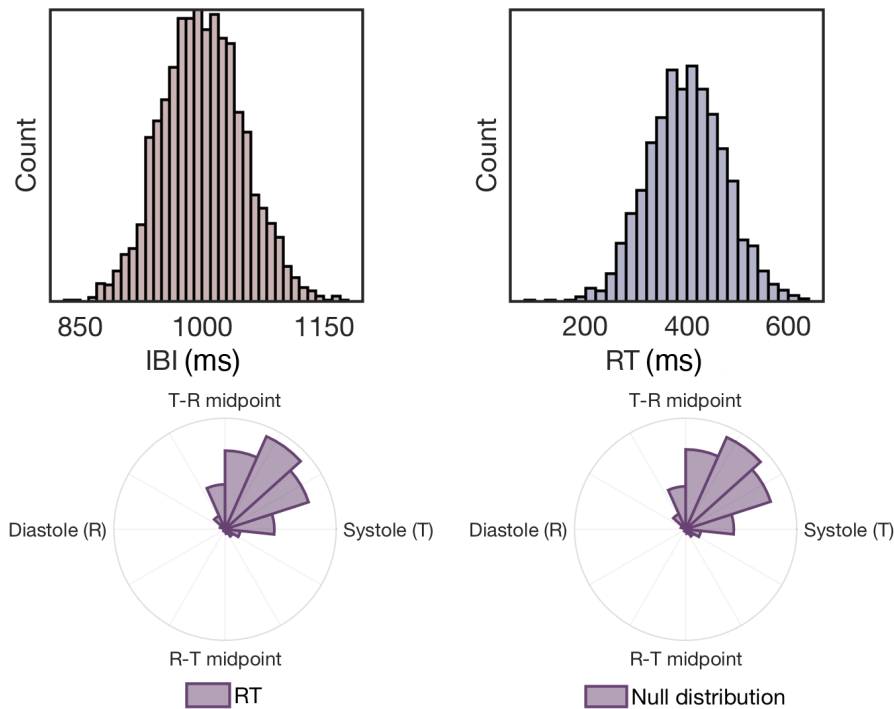 Count
850 1000 1150
IBI (ms)
Count
200 400 600
RT (ms)
T-R midpoint
Diastole (R)
Systole (T)
R-T midpoint
RT
T-R midpoint
Diastole (R)
Systole (T)
R-T midpoint
Null distribution